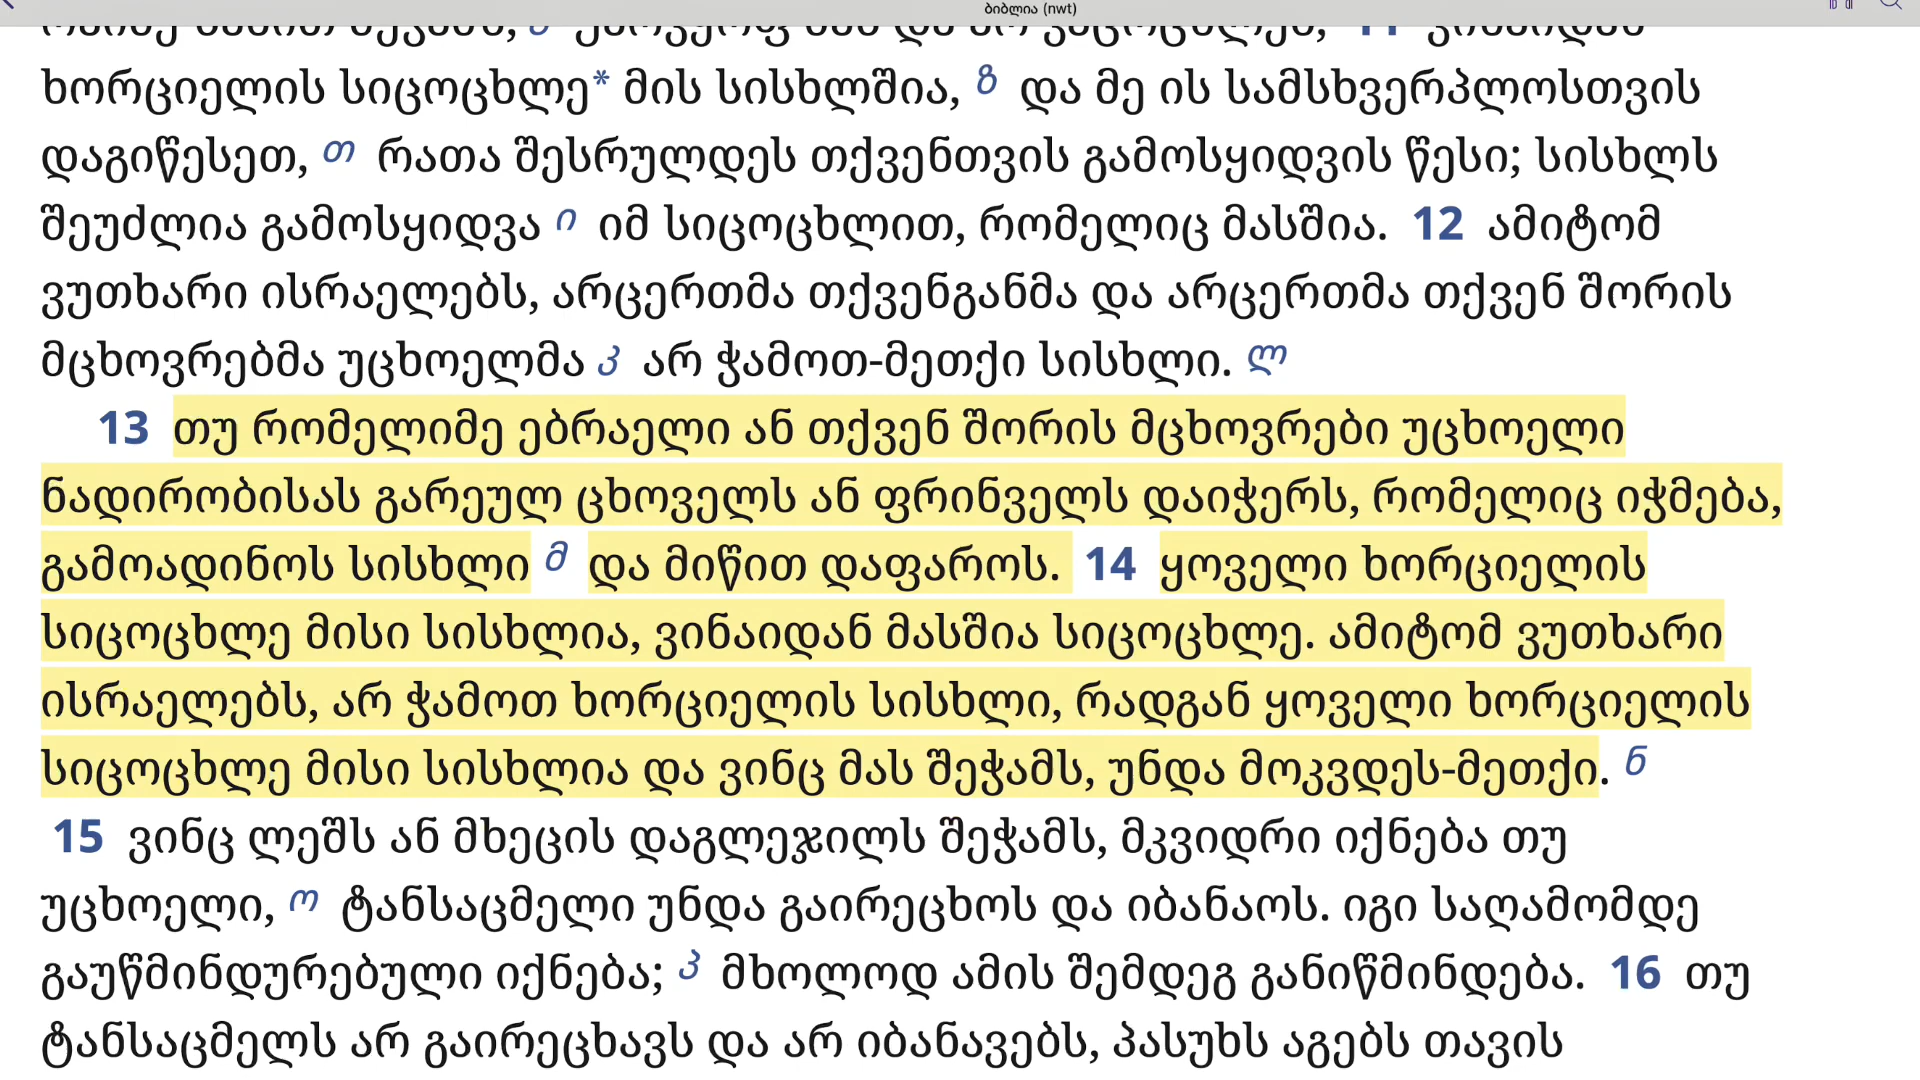 ბიბლია (nwt)
11
ხორციელის სიცოცხლე* მის სისხლშია, ზ და მე ის სამსხვერპლოსთვის
დაგიწესეთ, თ რათა შესრულდეს თქვენთვის გამოსყიდვის წესი; სისხლს
შეუძლია გამოსყიდვა ი იმ სიცოცხლით, რომელიც მასშია. 12 ამიტომ
ვუთხარი ისრაელებს, არცერთმა თქვენგანმა და არცერთმა თქვენ შორის
მცხოვრებმა უცხოელმა კ არ ჭამოთ-მეთქი სისხლი. ლ
13 თუ რომელიმე ებრაელი ან თქვენ შორის მცხოვრები უცხოელი
ნადირობისას გარეულ ცხოველს ან ფრინველს დაიჭერს, რომელიც იჭმება,
გამოადინოს სისხლი მ და მიწით დაფაროს. 14 ყოველი ხორციელის
სიცოცხლე მისი სისხლია, ვინაიდან მასშია სიცოცხლე. ამიტომ ვუთხარი
ისრაელებს, არ ჭამოთ ხორციელის სისხლი, რადგან ყოველი ხორციელის
სიცოცხლე მისი სისხლია და ვინც მას შეჭამს, უნდა მოკვდეს-მეთქი. ნ
15 ვინც ლეშს ან მხეცის დაგლეჯილს შეჭამს, მკვიდრი იქნება თუ
უცხოელი, ო ტანსაცმელი უნდა გაირეცხოს და იბანაოს. იგი საღამომდე
გაუწმინდურებული იქნება; პ მხოლოდ ამის შემდეგ განიწმინდება. 16 თუ
ტანსაცმელს არ გაირეცხავს და არ იბანავებს, პასუხს აგებს თავის